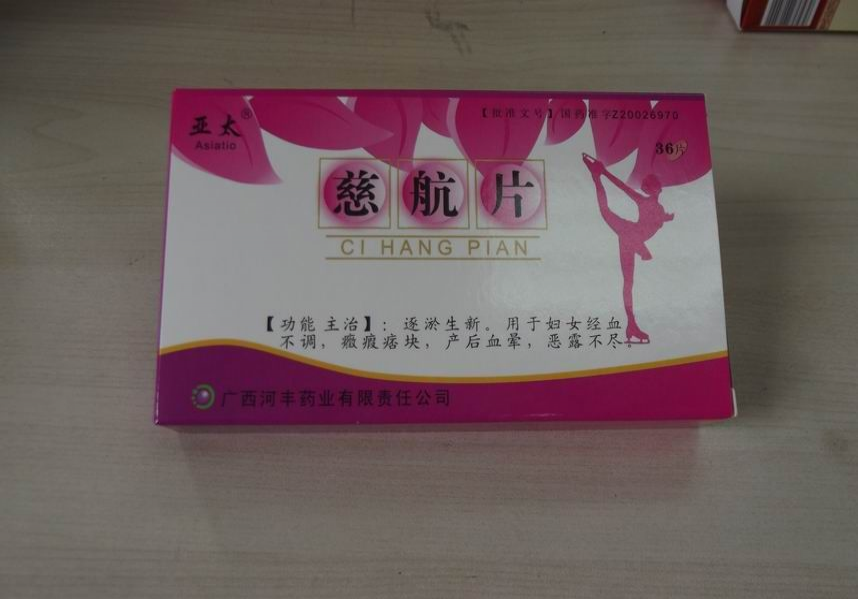 亚太®
Asiatio
【批准文号】国药准字Z20026970
36片
慈航片
CI HANG PIAN
【功能 主治】：逐淤生新。用于妇女经血
不调，癥瘕痞块，产后血晕，恶露不尽。
广西河丰药业有限责任公司